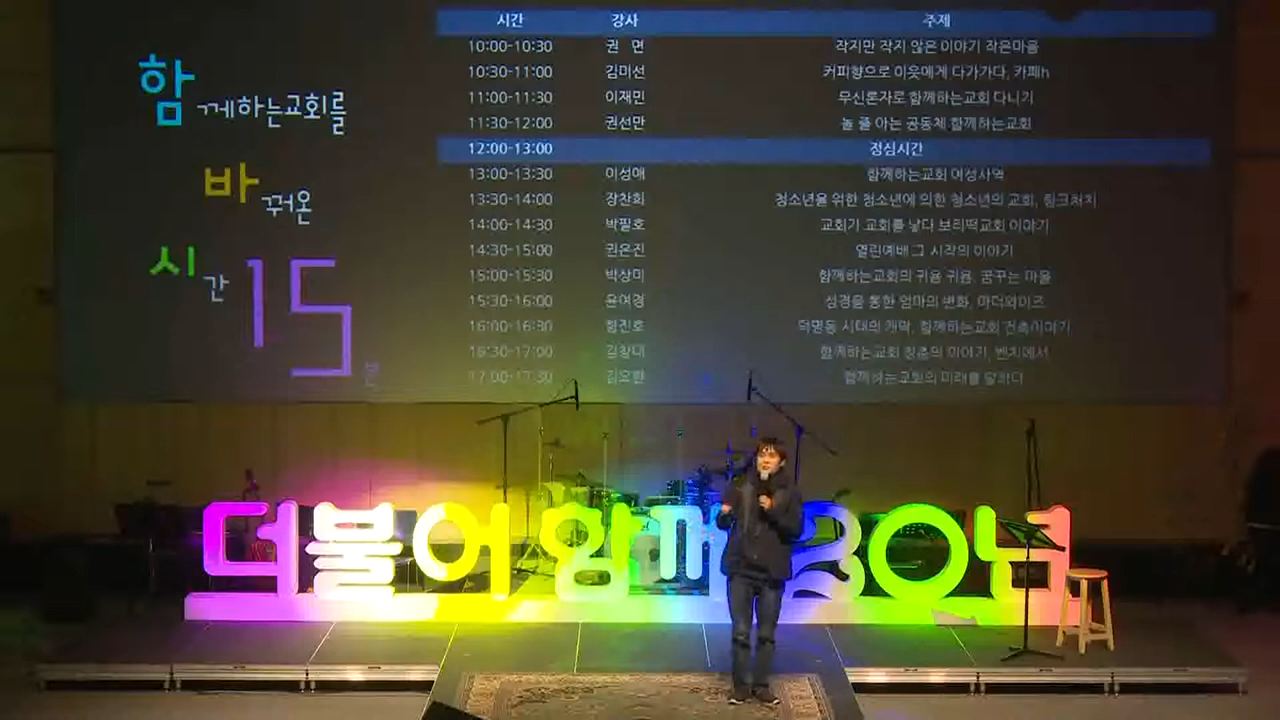 함께하는교회를
바꿔온
시간 15분
시간 강사 주제
10:00-10:30 권 면 작지만 작지 않은 이야기 작은마을
10:30-11:00 김미선 커피향으로 이웃에게 다가가다, 카페h
11:00-11:30 이재민 무신론자로 함께하는교회 다니기
11:30-12:00 권선만 놀 줄 아는 공동체 함께하는교회
12:00-13:00 점심시간
13:00-13:30 이성애 함께하는교회 여성사역
13:30-14:00 장찬희 청소년을 위한 청소년에 의한 청소년의 교회, 링크처치
14:00-14:30 박필호 교회가 교회를 낳다 보리떡교회 이야기
14:30-15:00 권은진 열린예배 그 시작의 이야기
15:00-15:30 박상미 함께하는교회의 귀욤 귀욤, 꿈꾸는 마을
15:30-16:00 윤여경 성경을 통한 엄마의 변화, 마더와이즈
16:00-16:30 황진호 덕명동 시대의 개막, 함께하는교회 건축이야기
16:30-17:00 함께하는교회 청춘의 이야기, 벤치에서
17:00-17:30 김요한 함께하는교회의 미래를 말하다
더불어함께 30년